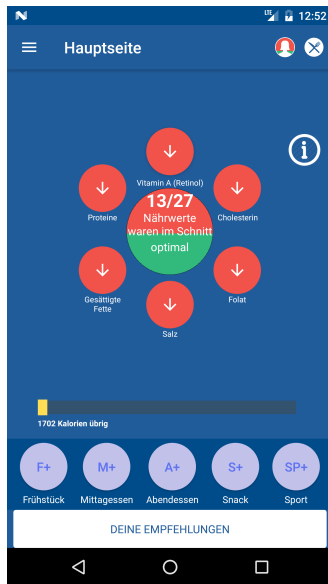 N LTE 12:52
Hauptseite
Vitamin A (Retinol)
Proteine
Cholesterin
13/27
Nährwerte
waren im Schnitt
optimal
Gesättigte
Fette
Folat
Salz
1702 Kalorien übrig
F+ M+ A+ S+ SP+
Frühstück Mittagessen Abendessen Snack Sport
DEINE EMPFEHLUNGEN